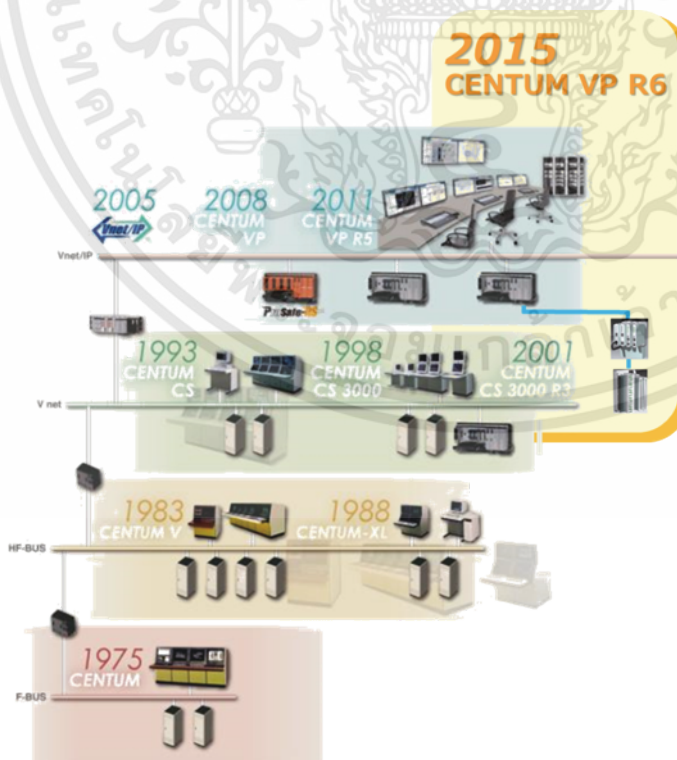 2015
CENTUM VP R6
2005
Vnet/IP
2008
CENTUM
VP
2011
CENTUM
VP R5
Vnet/IP
ProSafe-RS
1993
CENTUM
CS
1998
CENTUM
CS 3000
2001
CENTUM
CS 3000 R3
V net
1983
CENTUM V
1988
CENTUM-XL
HF-BUS
1975
CENTUM
F-BUS